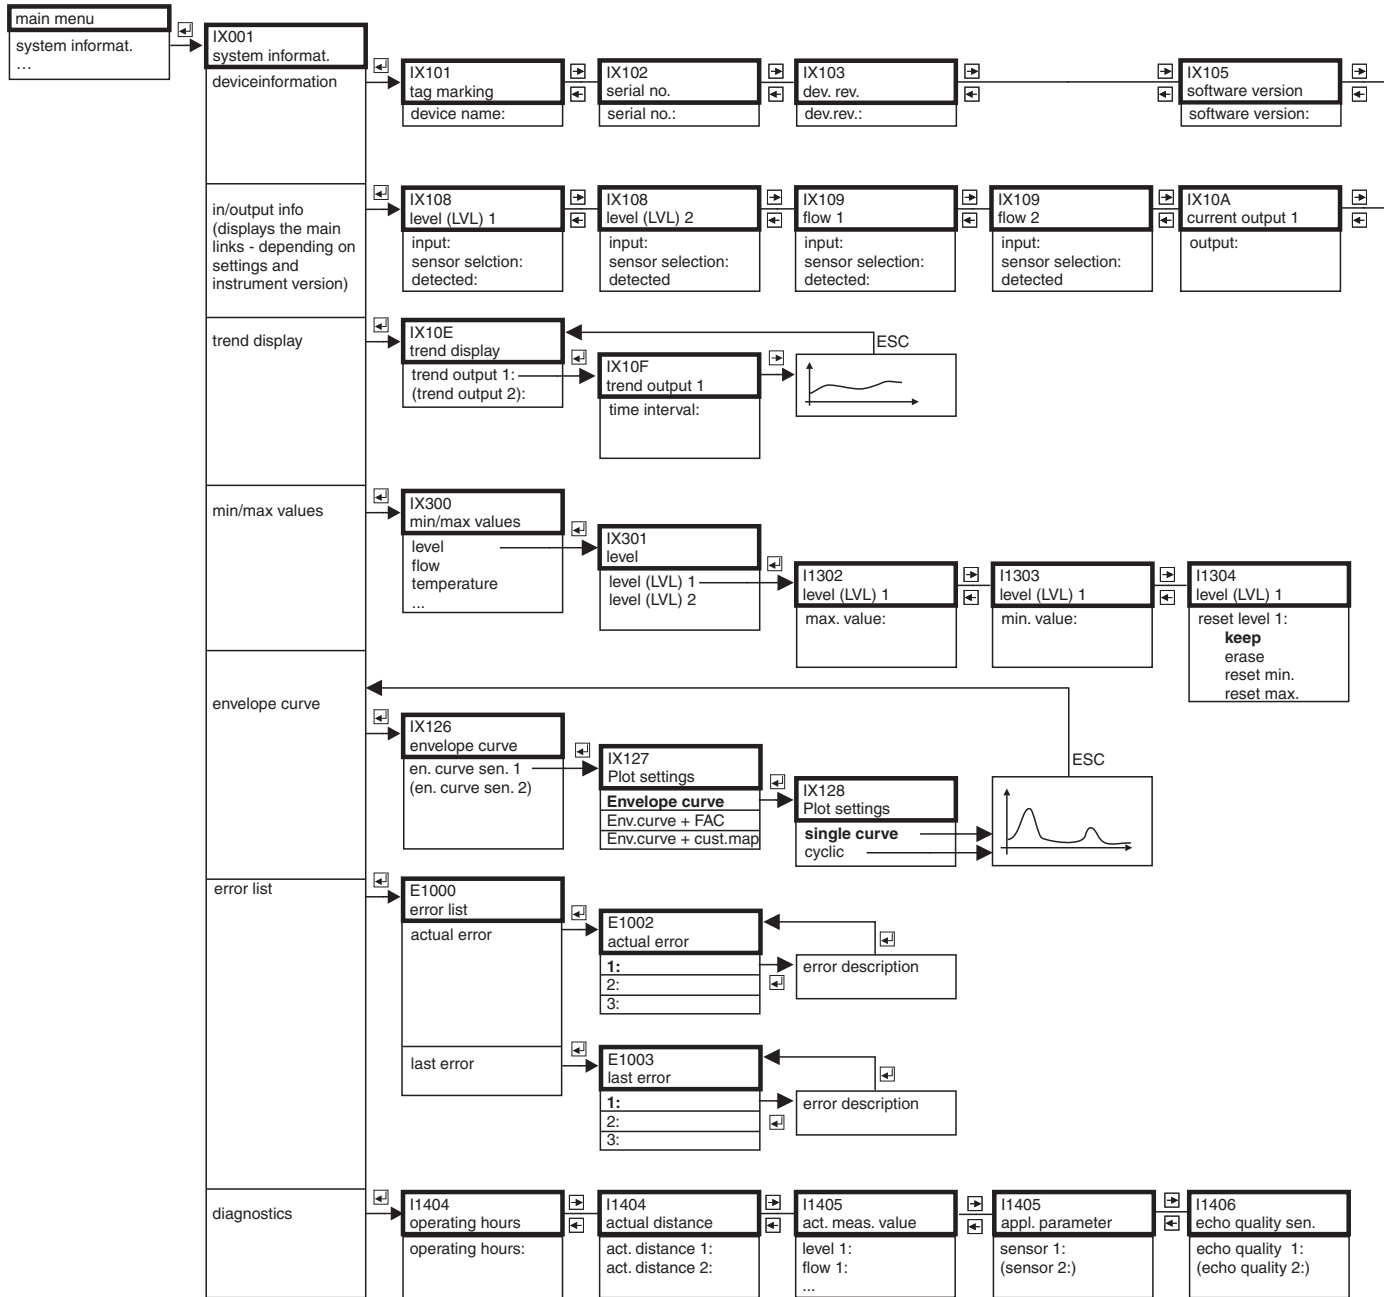 main menu
system informat.
...
IX001
system informat.
deviceinformation
IX101
tag marking
device name:
IX102
serial no.
serial no.:
IX103
dev. rev.
dev.rev.:
IX105
software version
software version:
in/output info
(displays the main
links - depending on
settings and
instrument version)
IX108
level (LVL) 1
input:
sensor selction:
detected:
IX108
level (LVL) 2
input:
sensor selection:
detected
IX109
flow 1
input:
sensor selection:
detected:
IX109
flow 2
input:
sensor selection:
detected
IX10A
current output 1
output:
trend display
IX10E
trend display
trend output 1:
(trend output 2):
IX10F
trend output 1
time interval:
ESC
min/max values
IX300
min/max values
level
flow
temperature
...
IX301
level
level (LVL) 1
level (LVL) 2
I1302
level (LVL) 1
max. value:
I1303
level (LVL) 1
min. value:
I1304
level (LVL) 1
reset level 1:
keep
erase
reset min.
reset max.
envelope curve
IX126
envelope curve
en. curve sen. 1
(en. curve sen. 2)
IX127
Plot settings
Envelope curve
Env.curve + FAC
Env.curve + cust.map
IX128
Plot settings
single curve
cyclic
ESC
error list
E1000
error list
actual error
E1002
actual error
1:
2:
3:
error description
last error
E1003
last error
1:
2:
3:
error description
diagnostics
I1404
operating hours
operating hours:
I1404
actual distance
act. distance 1:
act. distance 2:
I1405
act. meas. value
level 1:
flow 1:
...
I1405
appl. parameter
sensor 1:
(sensor 2:)
I1406
echo quality sen.
echo quality 1:
(echo quality 2:)